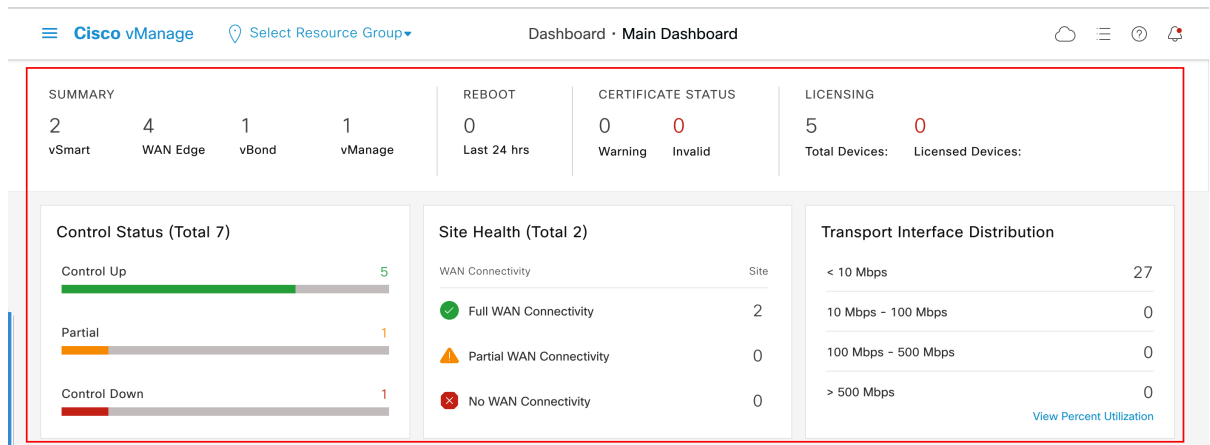 Cisco vManage Select Resource Group▾ Dashboard · Main Dashboard
SUMMARY REBOOT CERTIFICATE STATUS LICENSING
2 4 1 1 0 0 0 5 0
vSmart WAN Edge vBond vManage Last 24 hrs Warning Invalid Total Devices: Licensed Devices:
Control Status (Total 7)
Control Up 5
Partial 1
Control Down 1
Site Health (Total 2)
WAN Connectivity Site
Full WAN Connectivity 2
Partial WAN Connectivity 0
No WAN Connectivity 0
Transport Interface Distribution
< 10 Mbps 27
10 Mbps - 100 Mbps 0
100 Mbps - 500 Mbps 0
> 500 Mbps 0
View Percent Utilization